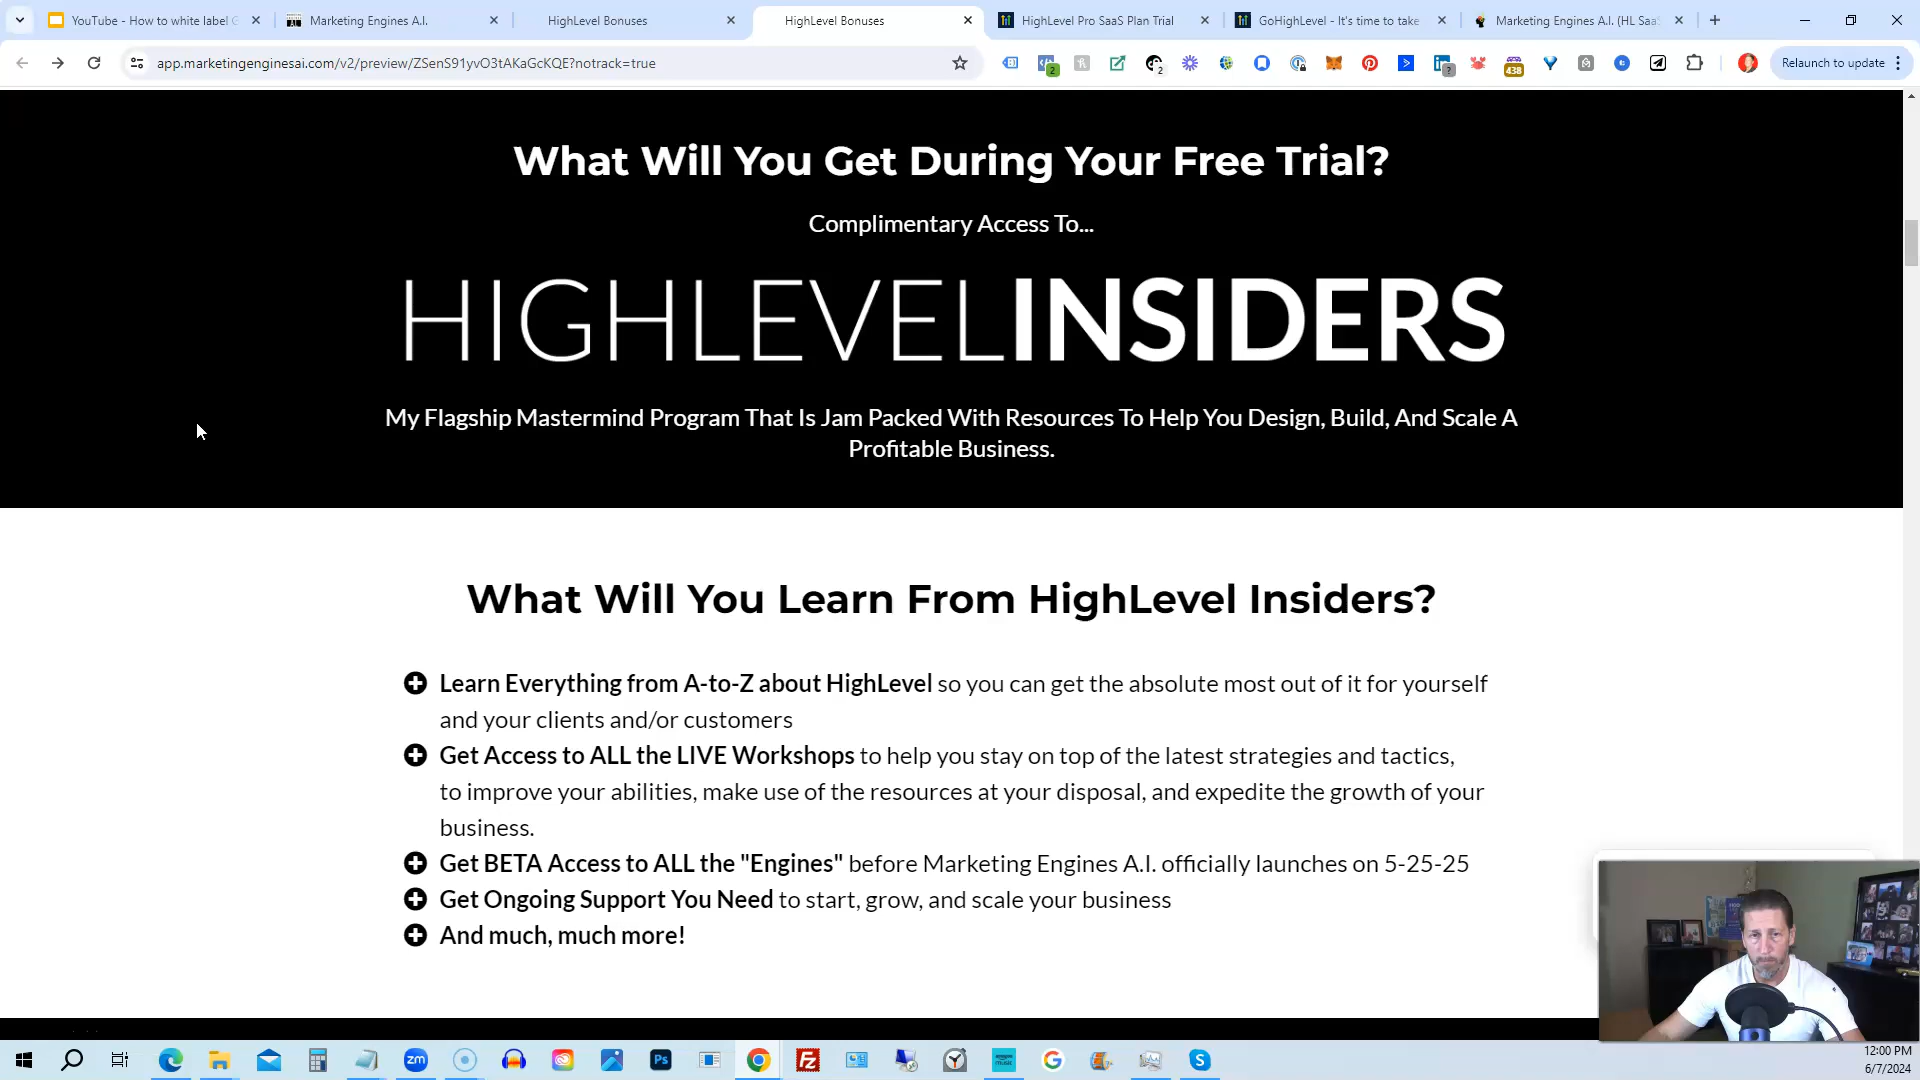 YouTube - How to white label G
Marketing Engines A.I.
HighLevel Bonuses
HighLevel Bonuses
HighLevel Pro SaaS Plan Trial
GoHighLevel - It's time to take
Marketing Engines A.I. (HL SaaS
app.marketingenginesai.com/v2/preview/ZSenS91yvO3tAKaGcKQE?notrack=true
2
2
?
438
Relaunch to update
What Will You Get During Your Free Trial?
Complimentary Access To...
HIGHLEVELINSIDERS
My Flagship Mastermind Program That Is Jam Packed With Resources To Help You Design, Build, And Scale A
Profitable Business.
What Will You Learn From HighLevel Insiders?
Learn Everything from A-to-Z about HighLevel so you can get the absolute most out of it for yourself
and your clients and/or customers
Get Access to ALL the LIVE Workshops to help you stay on top of the latest strategies and tactics,
to improve your abilities, make use of the resources at your disposal, and expedite the growth of your
business.
Get BETA Access to ALL the "Engines" before Marketing Engines A.I. officially launches on 5-25-25
Get Ongoing Support You Need to start, grow, and scale your business
And much, much more!
zm
Ps
Fz
amazon
music
12:00 PM
6/7/2024